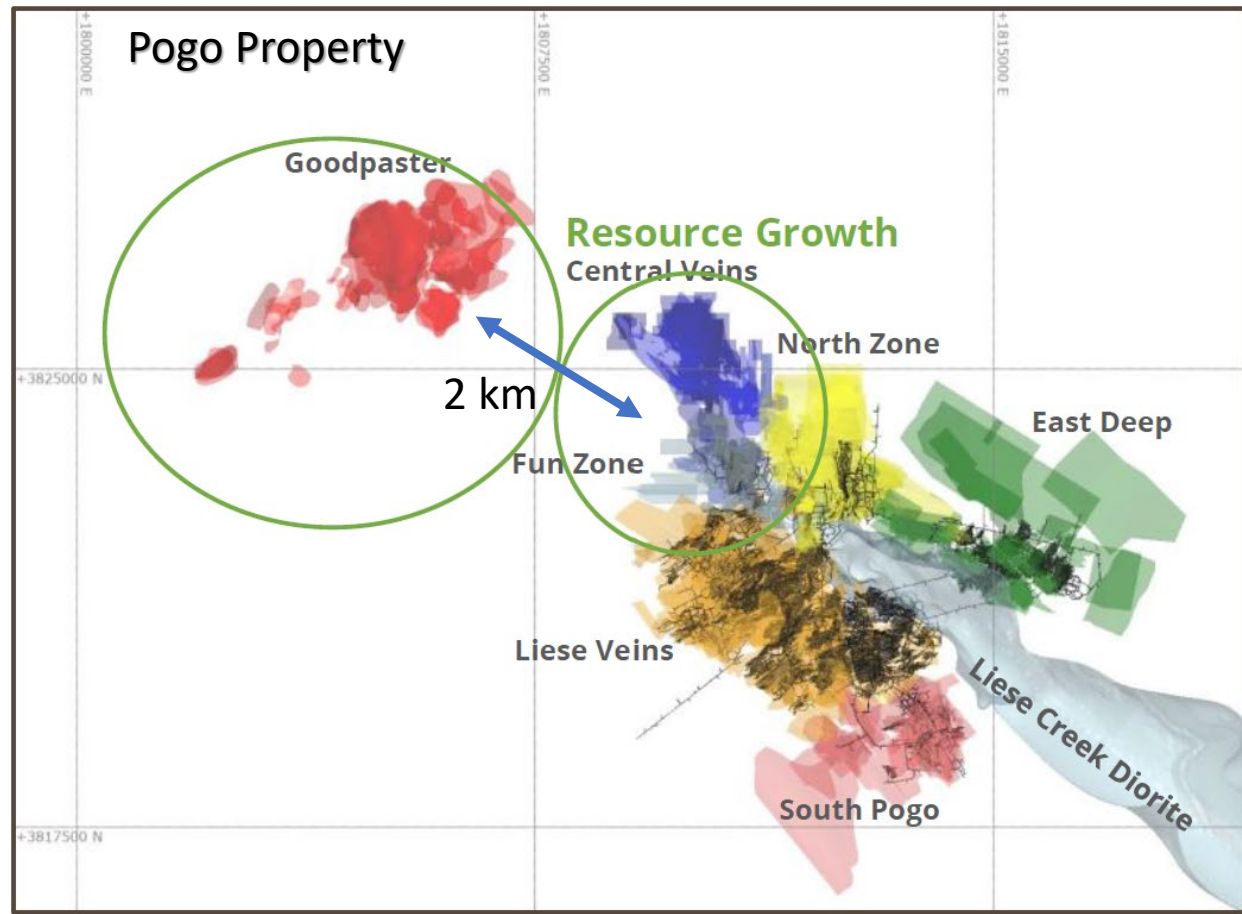 Pogo Property
+1800000 E
+1807500 E
+1815000 E
Goodpaster
Resource Growth
Central Veins
North Zone
+3825000 N
2 km
East Deep
Fun Zone
Liese Veins
Liese Creek Diorite
South Pogo
+3817500 N